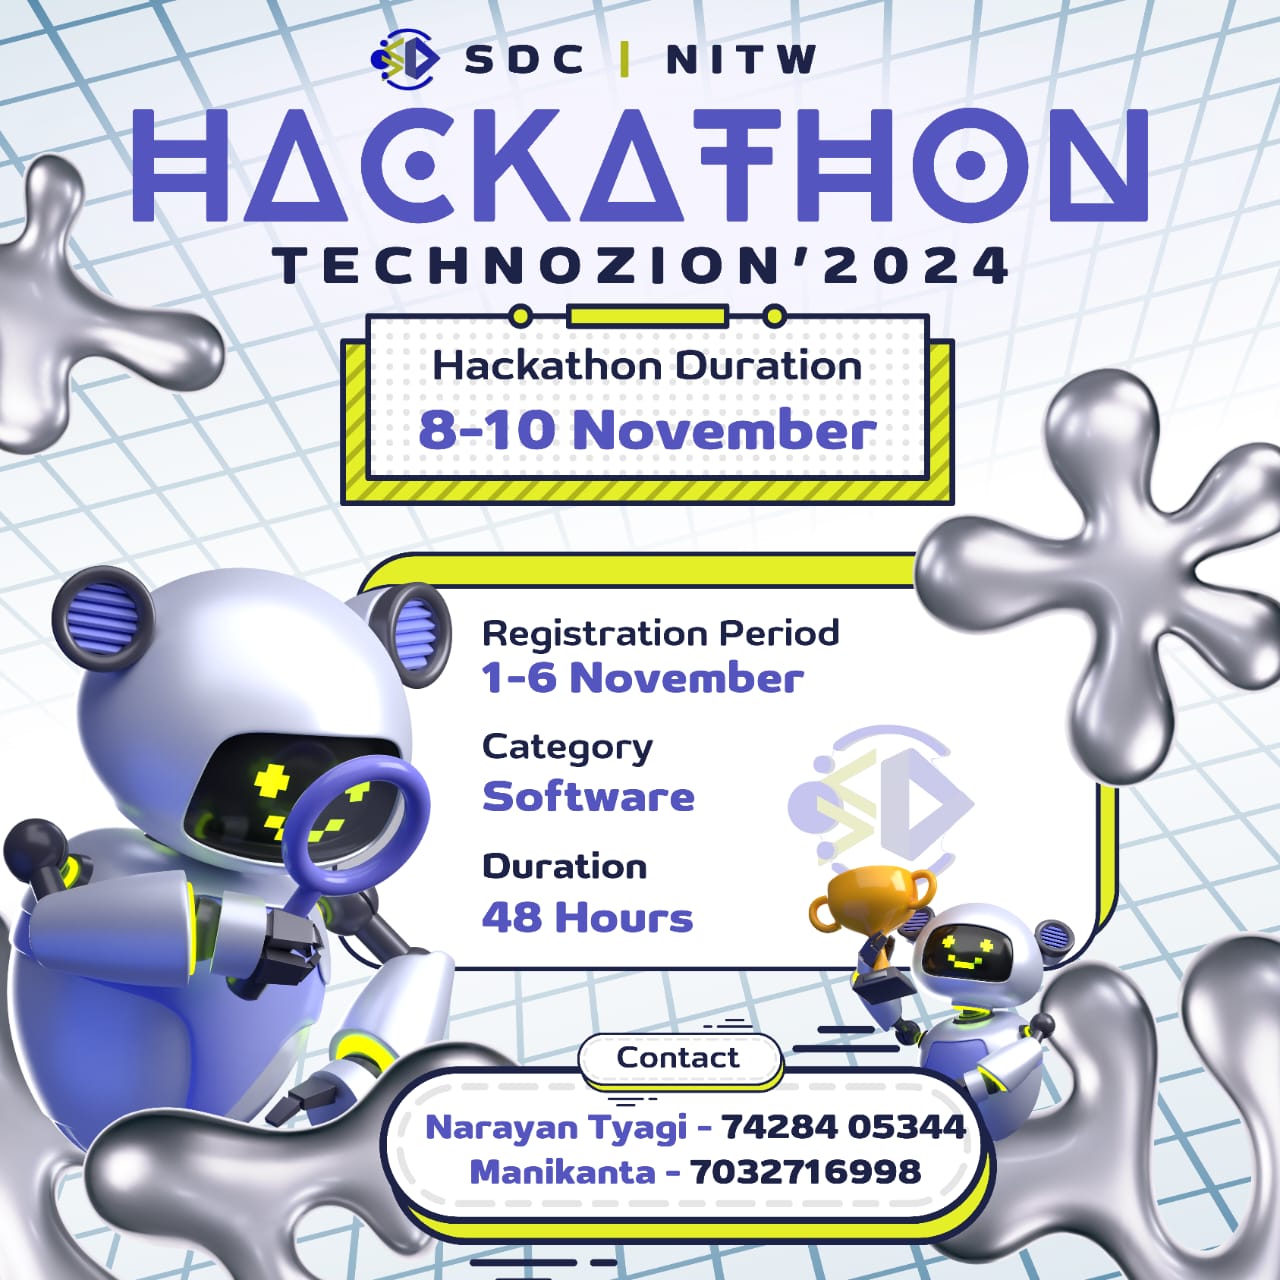 SDC | NITW
HACKATHON
TECHNOZION'2024
Hackathon Duration
8-10 November
Registration Period
1-6 November
Category
Software
Duration
48 Hours
Contact
Narayan Tyagi - 74284 05344
Manikanta - 7032716998